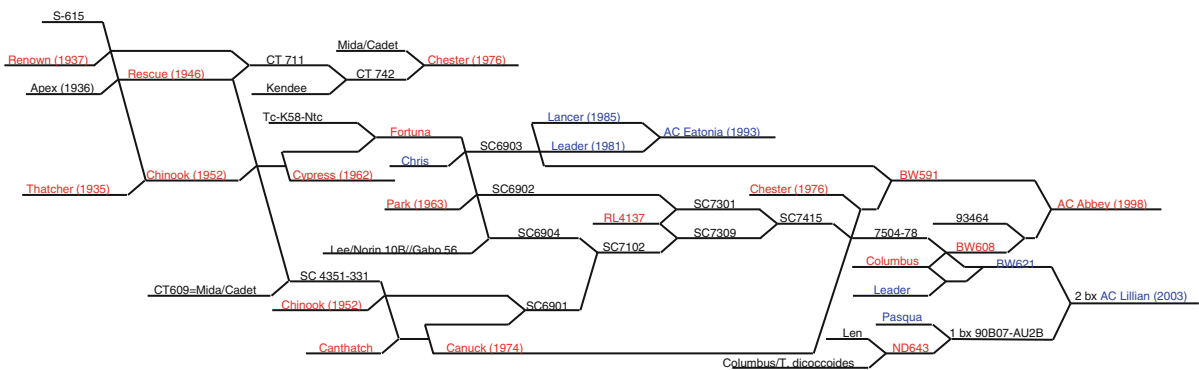 S-615
Renown (1937)
Apex (1936)
Rescue (1946)
CT 711
Kendee
Mida/Cadet
CT 742
Chester (1976)
Thatcher (1935)
Chinook (1952)
Tc-K58-Ntc
Fortuna
Cypress (1962)
Chris
SC6903
Lancer (1985)
Leader (1981)
AC Eatonia (1993)
Park (1963)
SC6902
Lee/Norin 10B//Gabo 56
SC6904
RL4137
SC7102
SC7301
SC7309
SC7415
Chester (1976)
BW591
7504-78
93464
BW608
AC Abbey (1998)
Columbus
Leader
BW621
CT609=Mida/Cadet
SC 4351-331
Chinook (1952)
SC6901
Canthatch
Canuck (1974)
Pasqua
Len
Columbus/T. dicoccoides
ND643
1 bx 90B07-AU2B
2 bx AC Lillian (2003)